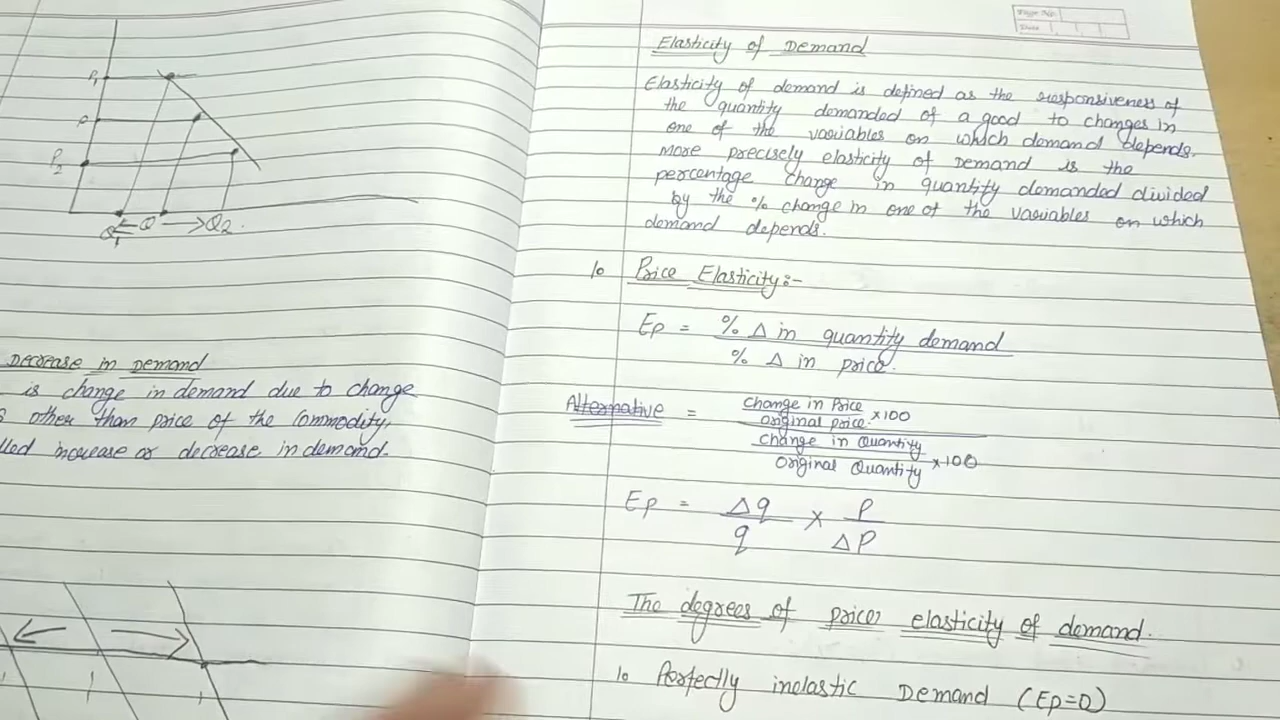 P1
P
P2
Q1 Q Q2.
Decrease in Demand
is change in demand due to change
other than price of the commodity,
lled increase or decrease in demand.
Page No.
Date
Elasticity of Demand
Elasticity of demand is defined as the responsiveness of
the quantity demanded of a good to changes in
one of the variables on which demand depends.
more precisely elasticity of Demand is the
percentage change in quantity demanded divided
by the % change in one of the variables on which
demand depends.
1. Price Elasticity:-
Ep = % Δ in quantity demand
% Δ in price.
Alternative = Change in Price ×100
original price.
change in Quantity ×100
Original Quantity
Ep = Δq × P
q ΔP
The degrees of price elasticity of demand.
1. Perfectly inelastic Demand (Ep=0)